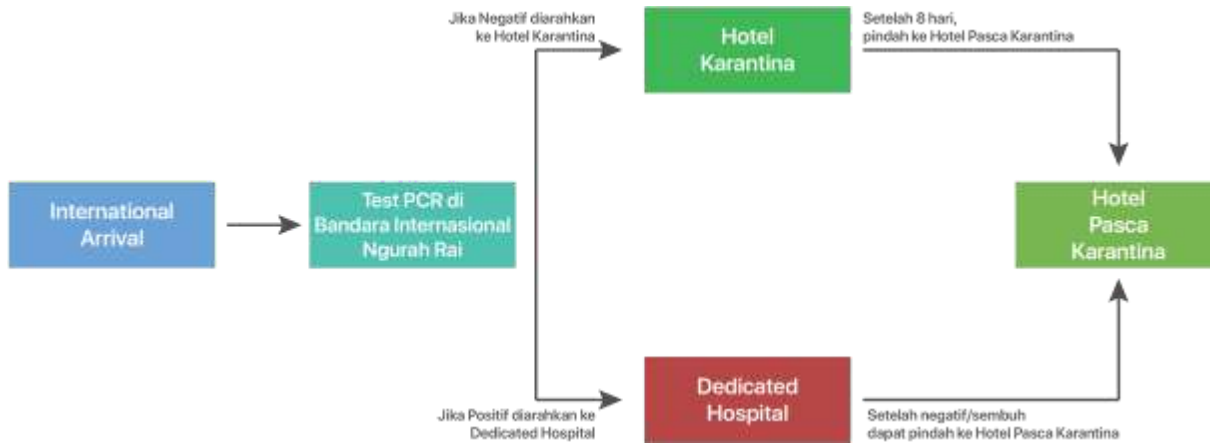 Jika Negatif diarahkan
ke Hotel Karantina
Hotel
Karantina
Setelah 8 hari,
pindah ke Hotel Pasca Karantina
International
Arrival
Test PCR di
Bandara Internasional
Ngurah Rai
Hotel
Pasca
Karantina
Jika Positif diarahkan ke
Dedicated Hospital
Dedicated
Hospital
Setelah negatif/sembuh
dapat pindah ke Hotel Pasca Karantina